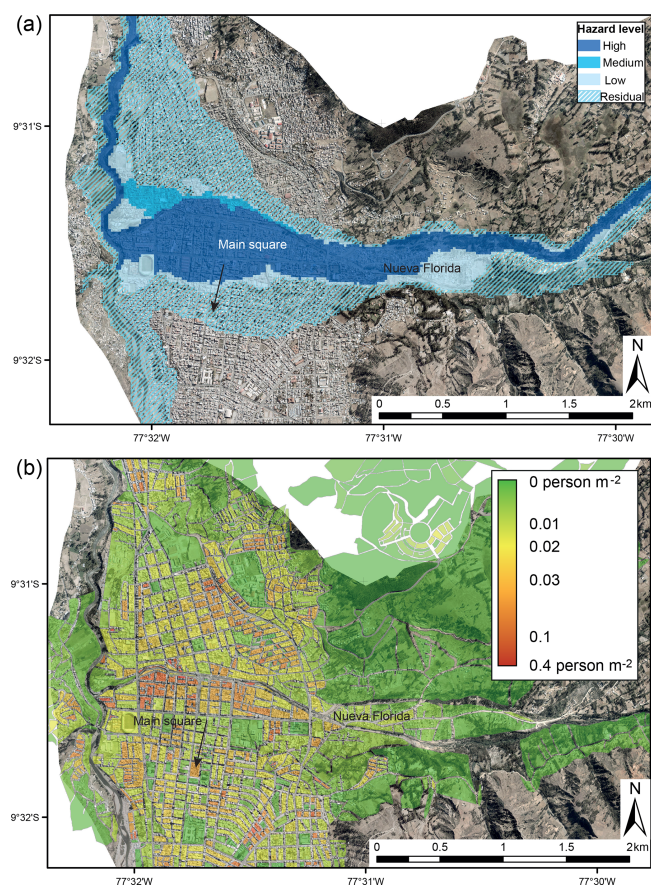 (a)
Hazard level
High
Medium
Low
Residual
9°31'S
Main square
Nueva Florida
9°32'S
N
0 0.5 1 1.5 2km
77°32'W 77°31'W 77°30'W
(b)
0 person m-2
0.01
0.02
9°31'S
0.03
0.1
0.4 person m-2
Main square
Nueva Florida
9°32'S
N
0 0.5 1 1.5 2km
77°32'W 77°31'W 77°30'W